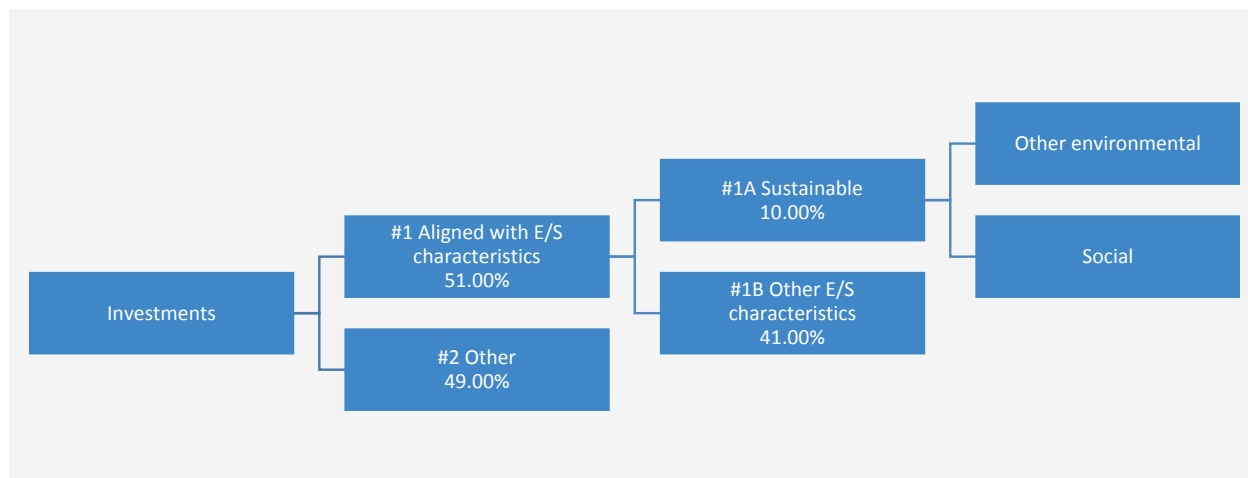 Investments
#1 Aligned with E/S
characteristics
51.00%
#2 Other
49.00%
#1A Sustainable
10.00%
#1B Other E/S
characteristics
41.00%
Other environmental
Social